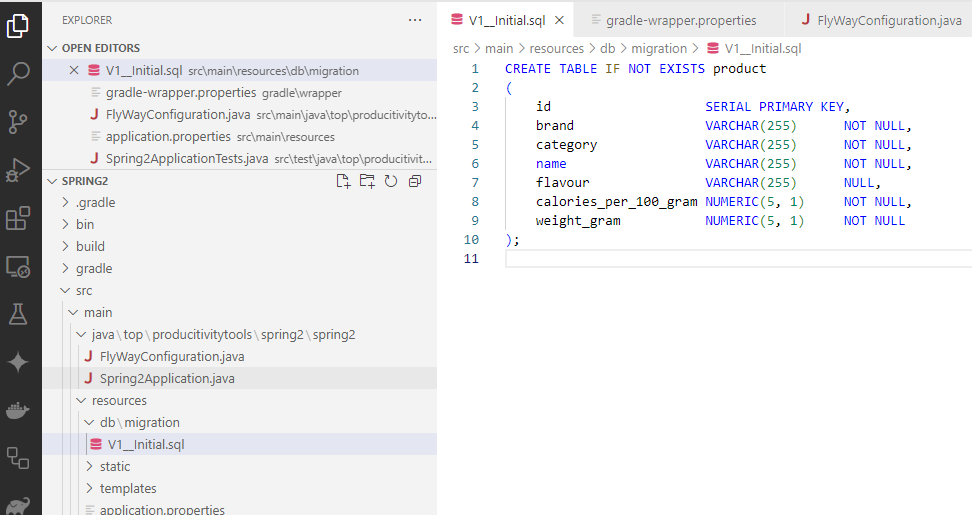 EXPLORER
...
OPEN EDITORS
V1__Initial.sql src\main\resources\db\migration
gradle-wrapper.properties gradle\wrapper
FlyWayConfiguration.java src\main\java\top\producitivityto...
application.properties src\main\resources
Spring2ApplicationTests.java src\test\java\top\producitivit...
SPRING2
.gradle
bin
build
gradle
src
main
java\top\producitivitytools\spring2\spring2
FlyWayConfiguration.java
Spring2Application.java
resources
db\migration
V1__Initial.sql
static
templates
application.properties
V1__Initial.sql
gradle-wrapper.properties
FlyWayConfiguration.java
src > main > resources > db > migration > V1__Initial.sql
1 CREATE TABLE IF NOT EXISTS product
2 (
3 id SERIAL PRIMARY KEY,
4 brand VARCHAR(255) NOT NULL,
5 category VARCHAR(255) NOT NULL,
6 name VARCHAR(255) NOT NULL,
7 flavour VARCHAR(255) NULL,
8 calories_per_100_gram NUMERIC(5, 1) NOT NULL,
9 weight_gram NUMERIC(5, 1) NOT NULL
10 );
11